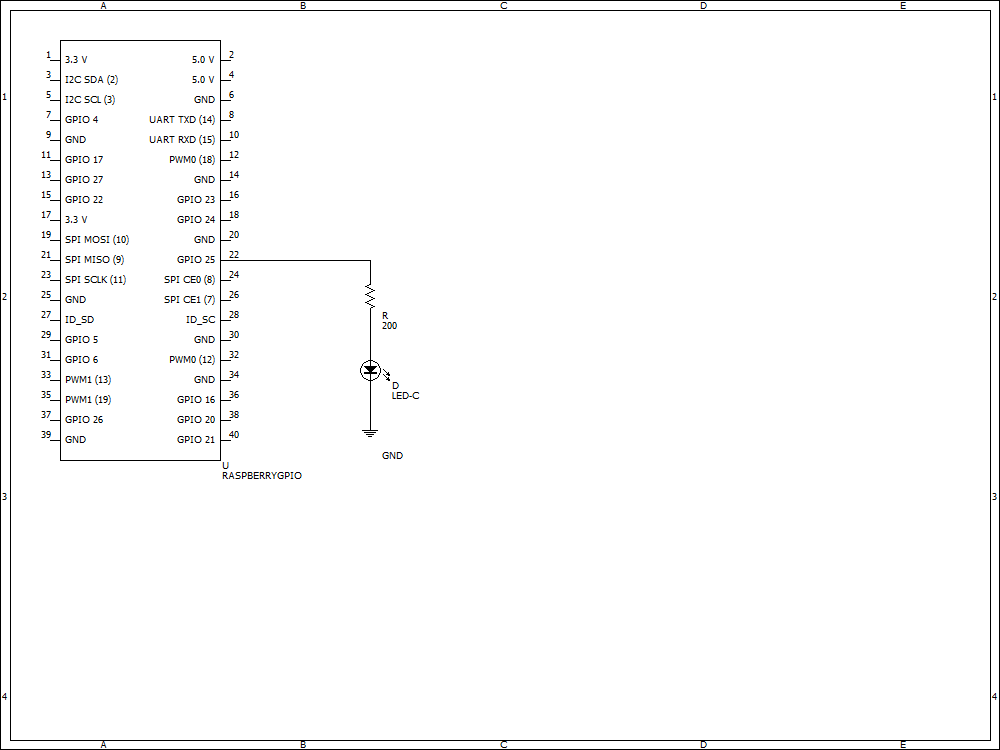 A B C D E
1 3.3 V 5.0 V 2
3 I2C SDA (2) 5.0 V 4
1 5 I2C SCL (3) GND 6 1
7 GPIO 4 UART TXD (14) 8
9 GND UART RXD (15) 10
11 GPIO 17 PWM0 (18) 12
13 GPIO 27 GND 14
15 GPIO 22 GPIO 23 16
17 3.3 V GPIO 24 18
19 SPI MOSI (10) GND 20
21 SPI MISO (9) GPIO 25 22
23 SPI SCLK (11) SPI CE0 (8) 24
2 25 GND SPI CE1 (7) 26 2
27 ID_SD ID_SC 28
R
200
29 GPIO 5 GND 30
31 GPIO 6 PWM0 (12) 32
33 PWM1 (13) GND 34
D
LED-C
35 PWM1 (19) GPIO 16 36
37 GPIO 26 GPIO 20 38
39 GND GPIO 21 40
GND
U
RASPBERRYGPIO
3 3
4 4
A B C D E